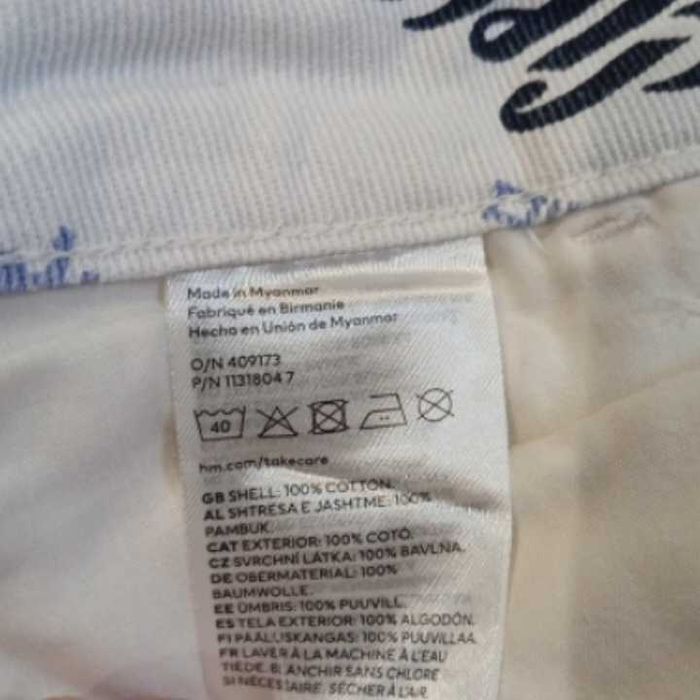 Made in Myanmar
Fabriqué en Birmanie
Hecho en Unión de Myanmar
O/N 409173
P/N 11318047
40
hm.com/takecare
GB SHELL: 100% COTTON.
AL SHTRESA E JASHTME: 100%
PAMBUK.
CAT EXTERIOR: 100% COTÓ.
CZ SVRCHNÍ LÁTKA: 100% BAVLNA.
DE OBERMATERIAL: 100%
BAUMWOLLE.
EE ÜMBRIS: 100% PUUVILL.
ES TELA EXTERIOR: 100% ALGODÓN.
FI PÄÄLLISKANGAS: 100% PUUVILLAA.
FR LAVER À LA MACHINE À L'EAU
TIÈDE. B: ANCHIR SANS CHLORE
SI NÉCESSAIRE. SÉCHER À L'AIR